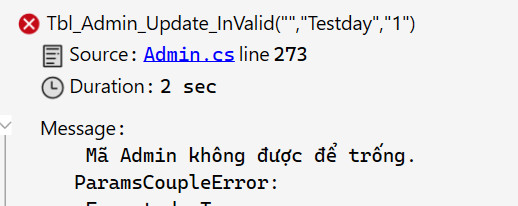 Tbl_Admin_Update_InValid("","Testday","1")
Source: Admin.cs line 273
Duration: 2 sec
Message:
Mã Admin không được để trống.
ParamsCoupleError: